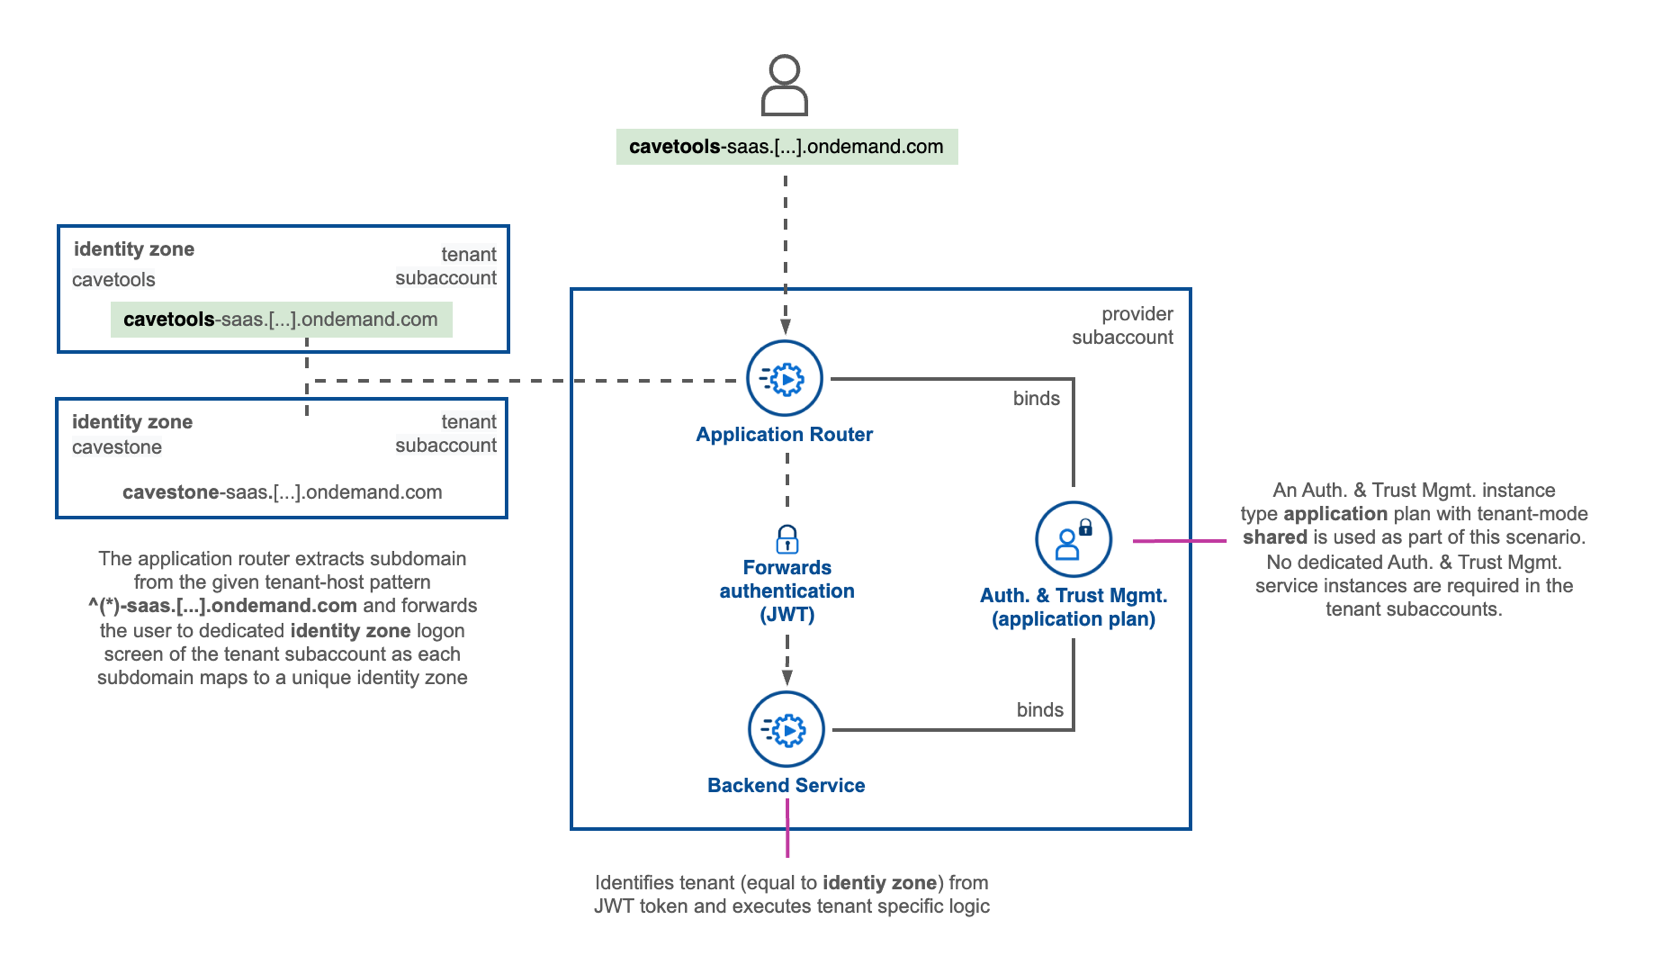 cavetools-saas.[...].ondemand.com
identity zone
tenant
cavetools
subaccount
cavetools-saas.[...].ondemand.com
identity zone
tenant
cavestone
subaccount
cavestone-saas.[...].ondemand.com
The application router extracts subdomain
from the given tenant-host pattern
^(*)-saas.[...].ondemand.com and forwards
the user to dedicated identity zone logon
screen of the tenant subaccount as each
subdomain maps to a unique identity zone
provider
subaccount
Application Router
binds
Forwards
authentication
(JWT)
Auth. & Trust Mgmt.
(application plan)
binds
Backend Service
An Auth. & Trust Mgmt. instance
type application plan with tenant-mode
shared is used as part of this scenario.
No dedicated Auth. & Trust Mgmt.
service instances are required in the
tenant subaccounts.
Identifies tenant (equal to identiy zone) from
JWT token and executes tenant specific logic